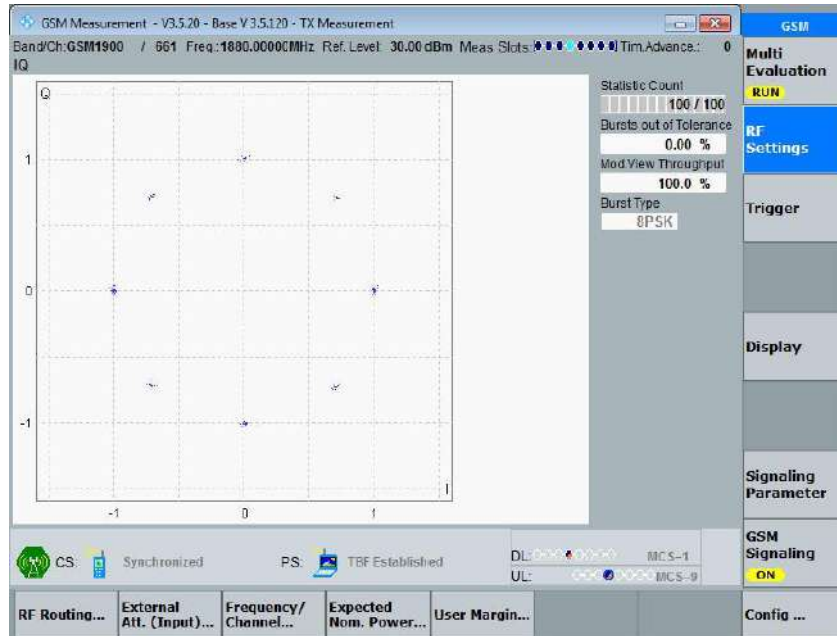 GSM Measurement - V3.5.20 - Base V 3.5.120 - TX Measurement
Band/Ch:GSM1900 / 661 Freq.:1880.00000MHz Ref. Level: 30.00 dBm Meas Slots: Tim.Advance.: 0
IQ
Q
1
0
-1
-1
0
1
I
Statistic Count
100 / 100
Bursts out of Tolerance
0.00 %
Mod.View Throughput
100.0 %
Burst Type
8PSK
GSM
Multi
Evaluation
RUN
RF
Settings
Trigger
Display
Signaling
Parameter
GSM
Signaling
ON
Config ...
CS: Synchronized PS: TBF Established
DL: MCS-1
UL: MCS-9
RF Routing...
External
Att. (Input)...
Frequency/
Channel...
Expected
Nom. Power...
User Margin...